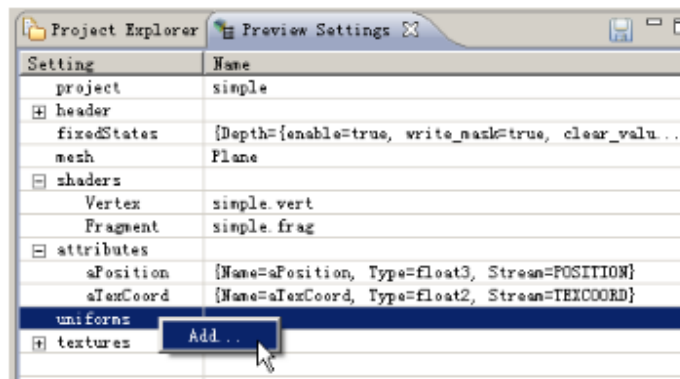 Project Explorer Preview Settings
Setting Name
project simple
header
fixedStates {Depth={enable=true, write_mask=true, clear_valu...
mesh Plane
shaders
Vertex simple.vert
Fragment simple.frag
attributes
aPosition {Name=aPosition, Type=float3, Stream=POSITION}
aTexCoord {Name=aTexCoord, Type=float2, Stream=TEXCOORD}
uniforms
Add...
textures